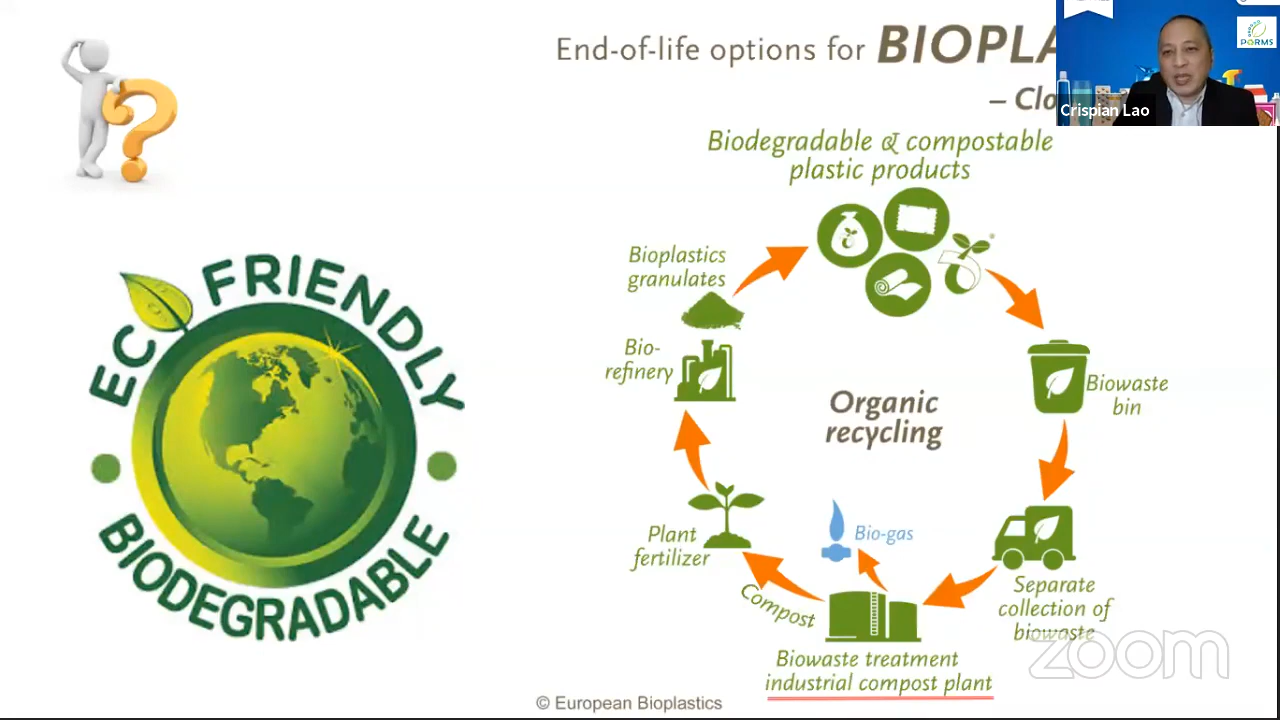 End-of-life options for BIOPLA
– Clo
PARMS
Crispian Lao
Biodegradable & compostable
plastic products
Bioplastics
granulates
Bio-
refinery
Biowaste
bin
Organic
recycling
ECO FRIENDLY
BIODEGRADABLE
Plant
fertilizer
Bio-gas
Compost
Separate
collection of
biowaste
zoom
Biowaste treatment
industrial compost plant
© European Bioplastics